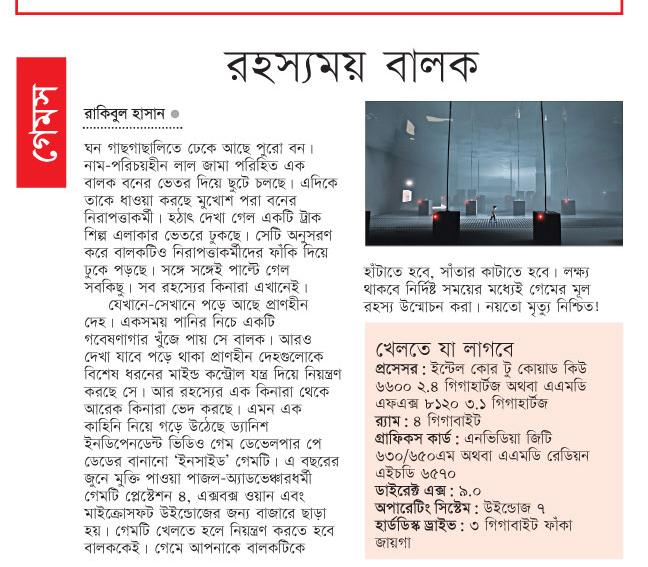 রহস্যময় বালক
গেমস
রাকিবুল হাসান
ঘন গাছগাছালিতে ঢেকে আছে পুরো বন।
নাম-পরিচয়হীন লাল জামা পরিহিত এক
বালক বনের ভেতর দিয়ে ছুটে চলছে। এদিকে
তাকে ধাওয়া করছে মুখোশ পরা বনের
নিরাপত্তাকর্মী। হঠাৎ দেখা গেল একটি ট্রাক
শিল্প এলাকার ভেতরে ঢুকছে। সেটি অনুসরণ
করে বালকটিও নিরাপত্তাকর্মীদের ফাঁকি দিয়ে
ঢুকে পড়ছে। সঙ্গে সঙ্গেই পাল্টে গেল
সবকিছু। সব রহস্যের কিনারা এখানেই।
যেখানে-সেখানে পড়ে আছে প্রাণহীন
দেহ। একসময় পানির নিচে একটি
গবেষণাগার খুঁজে পায় সে বালক। আরও
দেখা যাবে পড়ে থাকা প্রাণহীন দেহগুলোকে
বিশেষ ধরনের মাইন্ড কন্ট্রোল যন্ত্র দিয়ে নিয়ন্ত্রণ
করছে সে। আর রহস্যের এক কিনারা থেকে
আরেক কিনারা ভেদ করছে। এমন এক
কাহিনি নিয়ে গড়ে উঠেছে ড্যানিশ
ইনডিপেনডেন্ট ভিডিও গেম ডেভেলপার পে
ডেডের বানানো ‘ইনসাইড’ গেমটি। এ বছরের
জুনে মুক্তি পাওয়া পাজল-অ্যাডভেঞ্চারধর্মী
গেমটি প্লেস্টেশন ৪, এক্সবক্স ওয়ান এবং
মাইক্রোসফট উইন্ডোজের জন্য বাজারে ছাড়া
হয়। গেমটি খেলতে হলে নিয়ন্ত্রণ করতে হবে
বালককেই। গেমে আপনাকে বালকটিকে
হাঁটাতে হবে, সাঁতার কাটাতে হবে। লক্ষ্য
থাকবে নির্দিষ্ট সময়ের মধ্যেই গেমের মূল
রহস্য উন্মোচন করা। নয়তো মৃত্যু নিশ্চিত!
খেলতে যা লাগবে
প্রসেসর : ইন্টেল কোর টু কোয়াড কিউ
৬৬০০ ২.৪ গিগাহার্টজ অথবা এএমডি
এফএক্স ৮১২০ ৩.১ গিগাহার্টজ
র‍্যাম : ৪ গিগাবাইট
গ্রাফিকস কার্ড : এনভিডিয়া জিটি
৬৩০/৬৫০এম অথবা এএমডি রেডিয়ন
এইচডি ৬৫৭০
ডাইরেক্ট এক্স : ৯.০
অপারেটিং সিস্টেম : উইন্ডোজ ৭
হার্ডডিস্ক ড্রাইভ : ৩ গিগাবাইট ফাঁকা
জায়গা